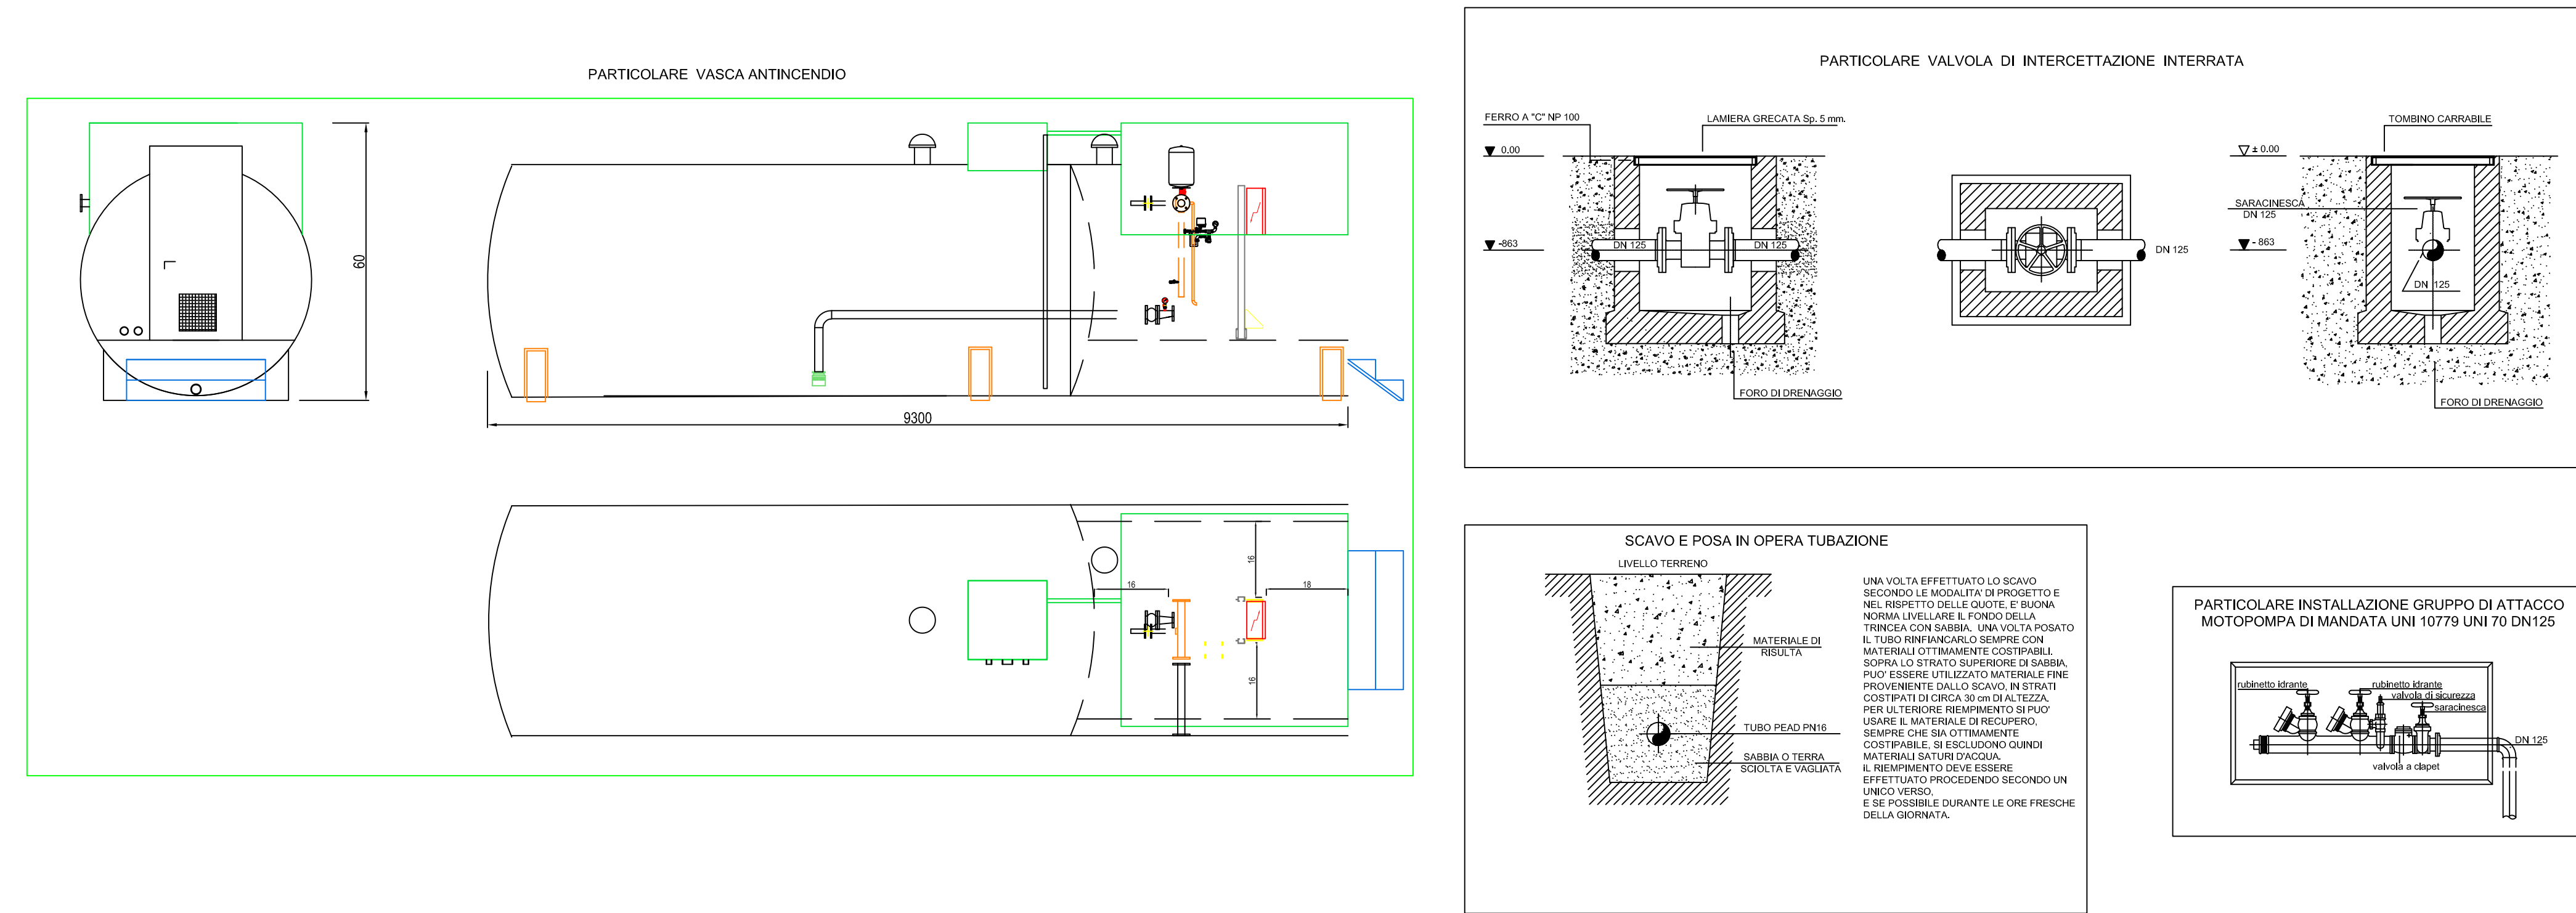 PARTICOLARE VASCA ANTINCENDIO
60
9300
16
16
18
16
PARTICOLARE VALVOLA DI INTERCETTAZIONE INTERRATA
FERRO A "C" NP 100
LAMIERA GRECATA Sp. 5 mm.
TOMBINO CARRABILE
0.00
± 0.00
SARACINESCA
DN 125
-863
DN 125
DN 125
DN 125
- 863
DN 125
FORO DI DRENAGGIO
FORO DI DRENAGGIO
SCAVO E POSA IN OPERA TUBAZIONE
LIVELLO TERRENO
MATERIALE DI
RISULTA
TUBO PEAD PN16
SABBIA O TERRA
SCIOLTA E VAGLIATA
UNA VOLTA EFFETTUATO LO SCAVO
SECONDO LE MODALITA' DI PROGETTO E
NEL RISPETTO DELLE QUOTE, E' BUONA
NORMA LIVELLARE IL FONDO DELLA
TRINCEA CON SABBIA, UNA VOLTA POSATO
IL TUBO RINFIANCARLO SEMPRE CON
MATERIALI OTTIMAMENTE COSTIPABILI.
SOPRA LO STRATO SUPERIORE DI SABBIA,
PUO' ESSERE UTILIZZATO MATERIALE FINE
PROVENIENTE DALLO SCAVO, IN STRATI
COSTIPATI DI CIRCA 30 cm DI ALTEZZA.
PER ULTERIORE RIEMPIMENTO SI PUO'
USARE IL MATERIALE DI RECUPERO,
SEMPRE CHE SIA OTTIMAMENTE
COSTIPABILE, SI ESCLUDONO QUINDI
MATERIALI SATURI D'ACQUA.
IL RIEMPIMENTO DEVE ESSERE
EFFETTUATO PROCEDENDO SECONDO UN
UNICO VERSO,
E SE POSSIBILE DURANTE LE ORE FRESCHE
DELLA GIORNATA.
PARTICOLARE INSTALLAZIONE GRUPPO DI ATTACCO
MOTOPOMPA DI MANDATA UNI 10779 UNI 70 DN125
rubinetto idrante
rubinetto idrante
valvola di sicurezza
saracinesca
DN 125
valvola a clapet